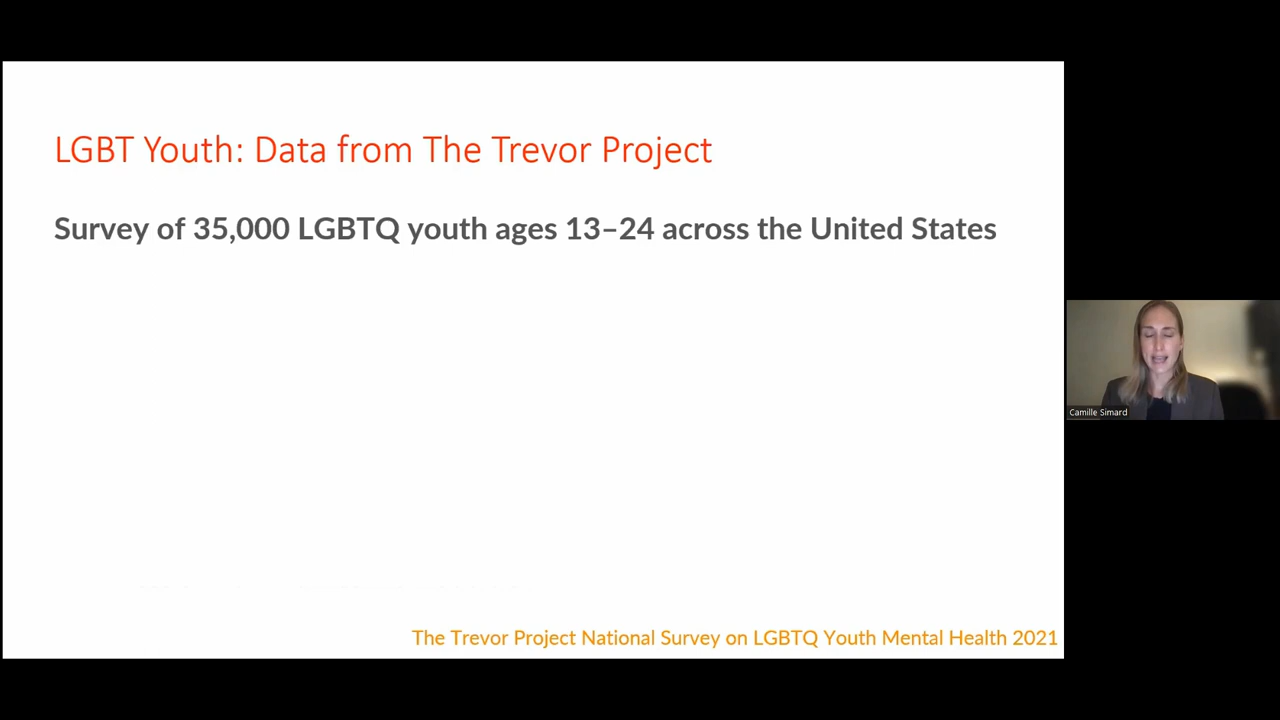 LGBT Youth: Data from The Trevor Project
Survey of 35,000 LGBTQ youth ages 13–24 across the United States
The Trevor Project National Survey on LGBTQ Youth Mental Health 2021
Camille Simard